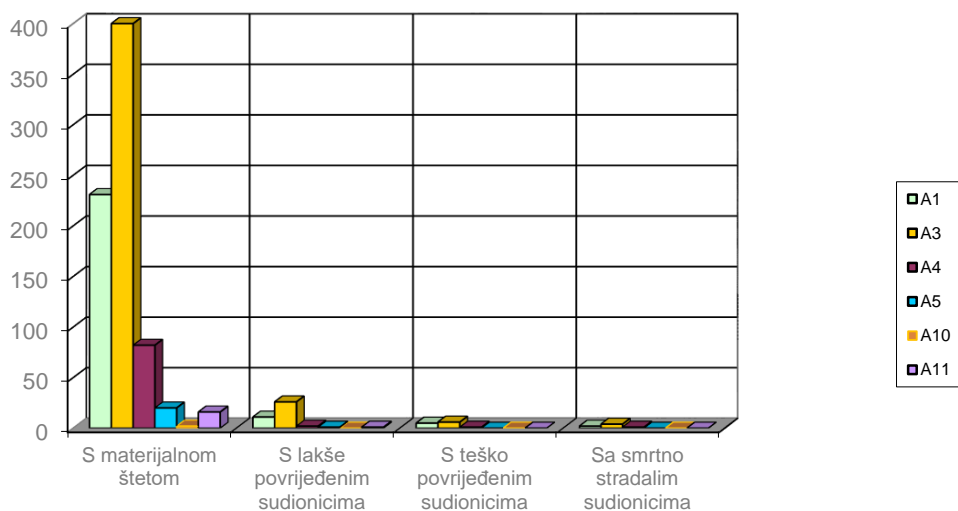 400
350
300
250
200
150
100
50
0
S materijalnom
štetom
S lakše
povrijeđenim
sudionicima
S teško
povrijeđenim
sudionicima
Sa smrtno
stradalim
sudionicima
A1
A3
A4
A5
A10
A11